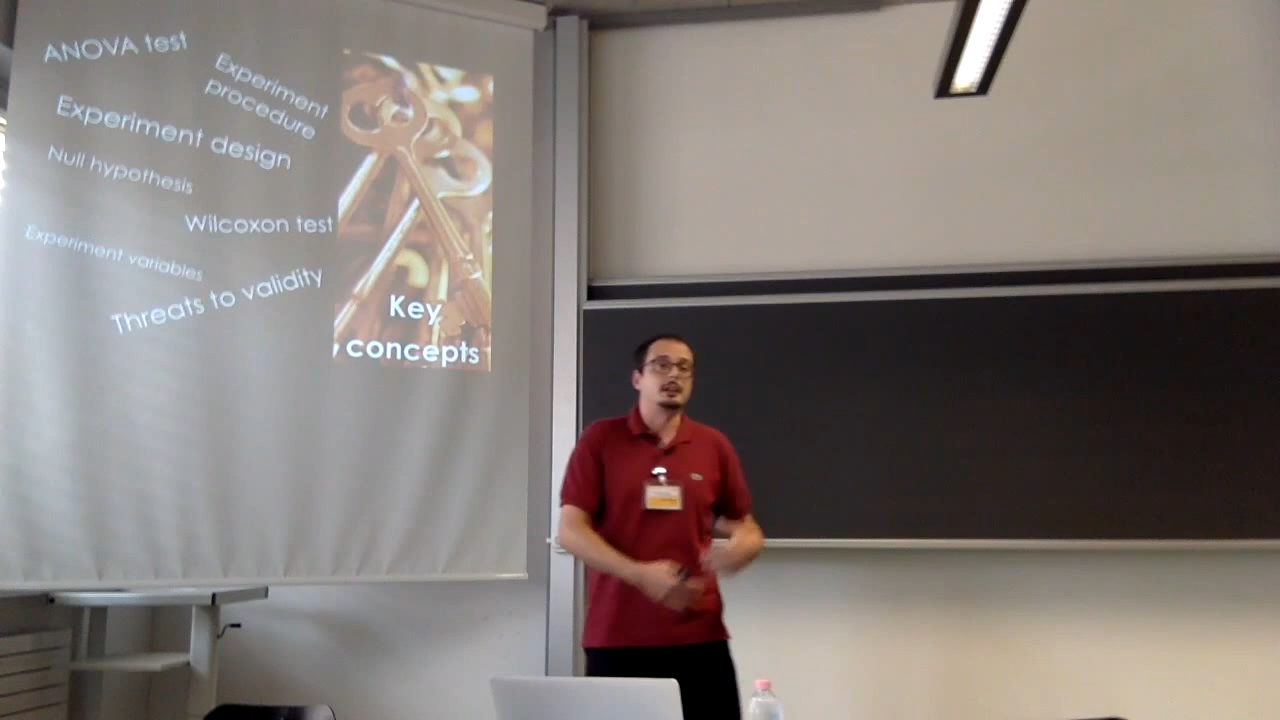 ANOVA test
Experiment
procedure
Experiment design
Null hypothesis
Wilcoxon test
Experiment variables
Threats to validity
Key
concepts